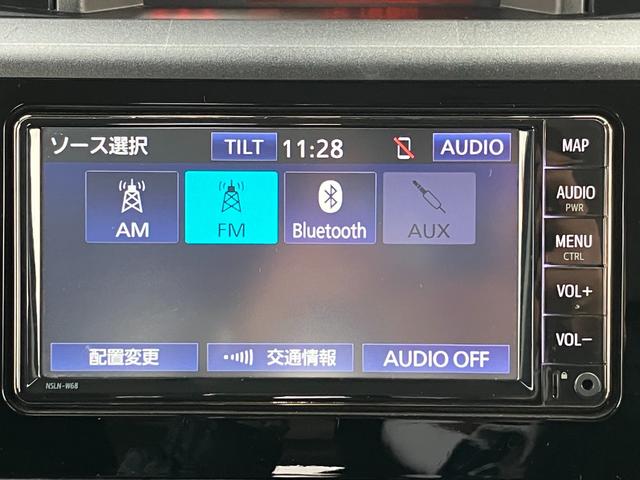 ソース選択 TILT 11:28 AUDIO
AM FM Bluetooth AUX
配置変更 交通情報 AUDIO OFF
NSLN-W68
MAP
AUDIO
PWR
MENU
CTRL
VOL+
VOL-